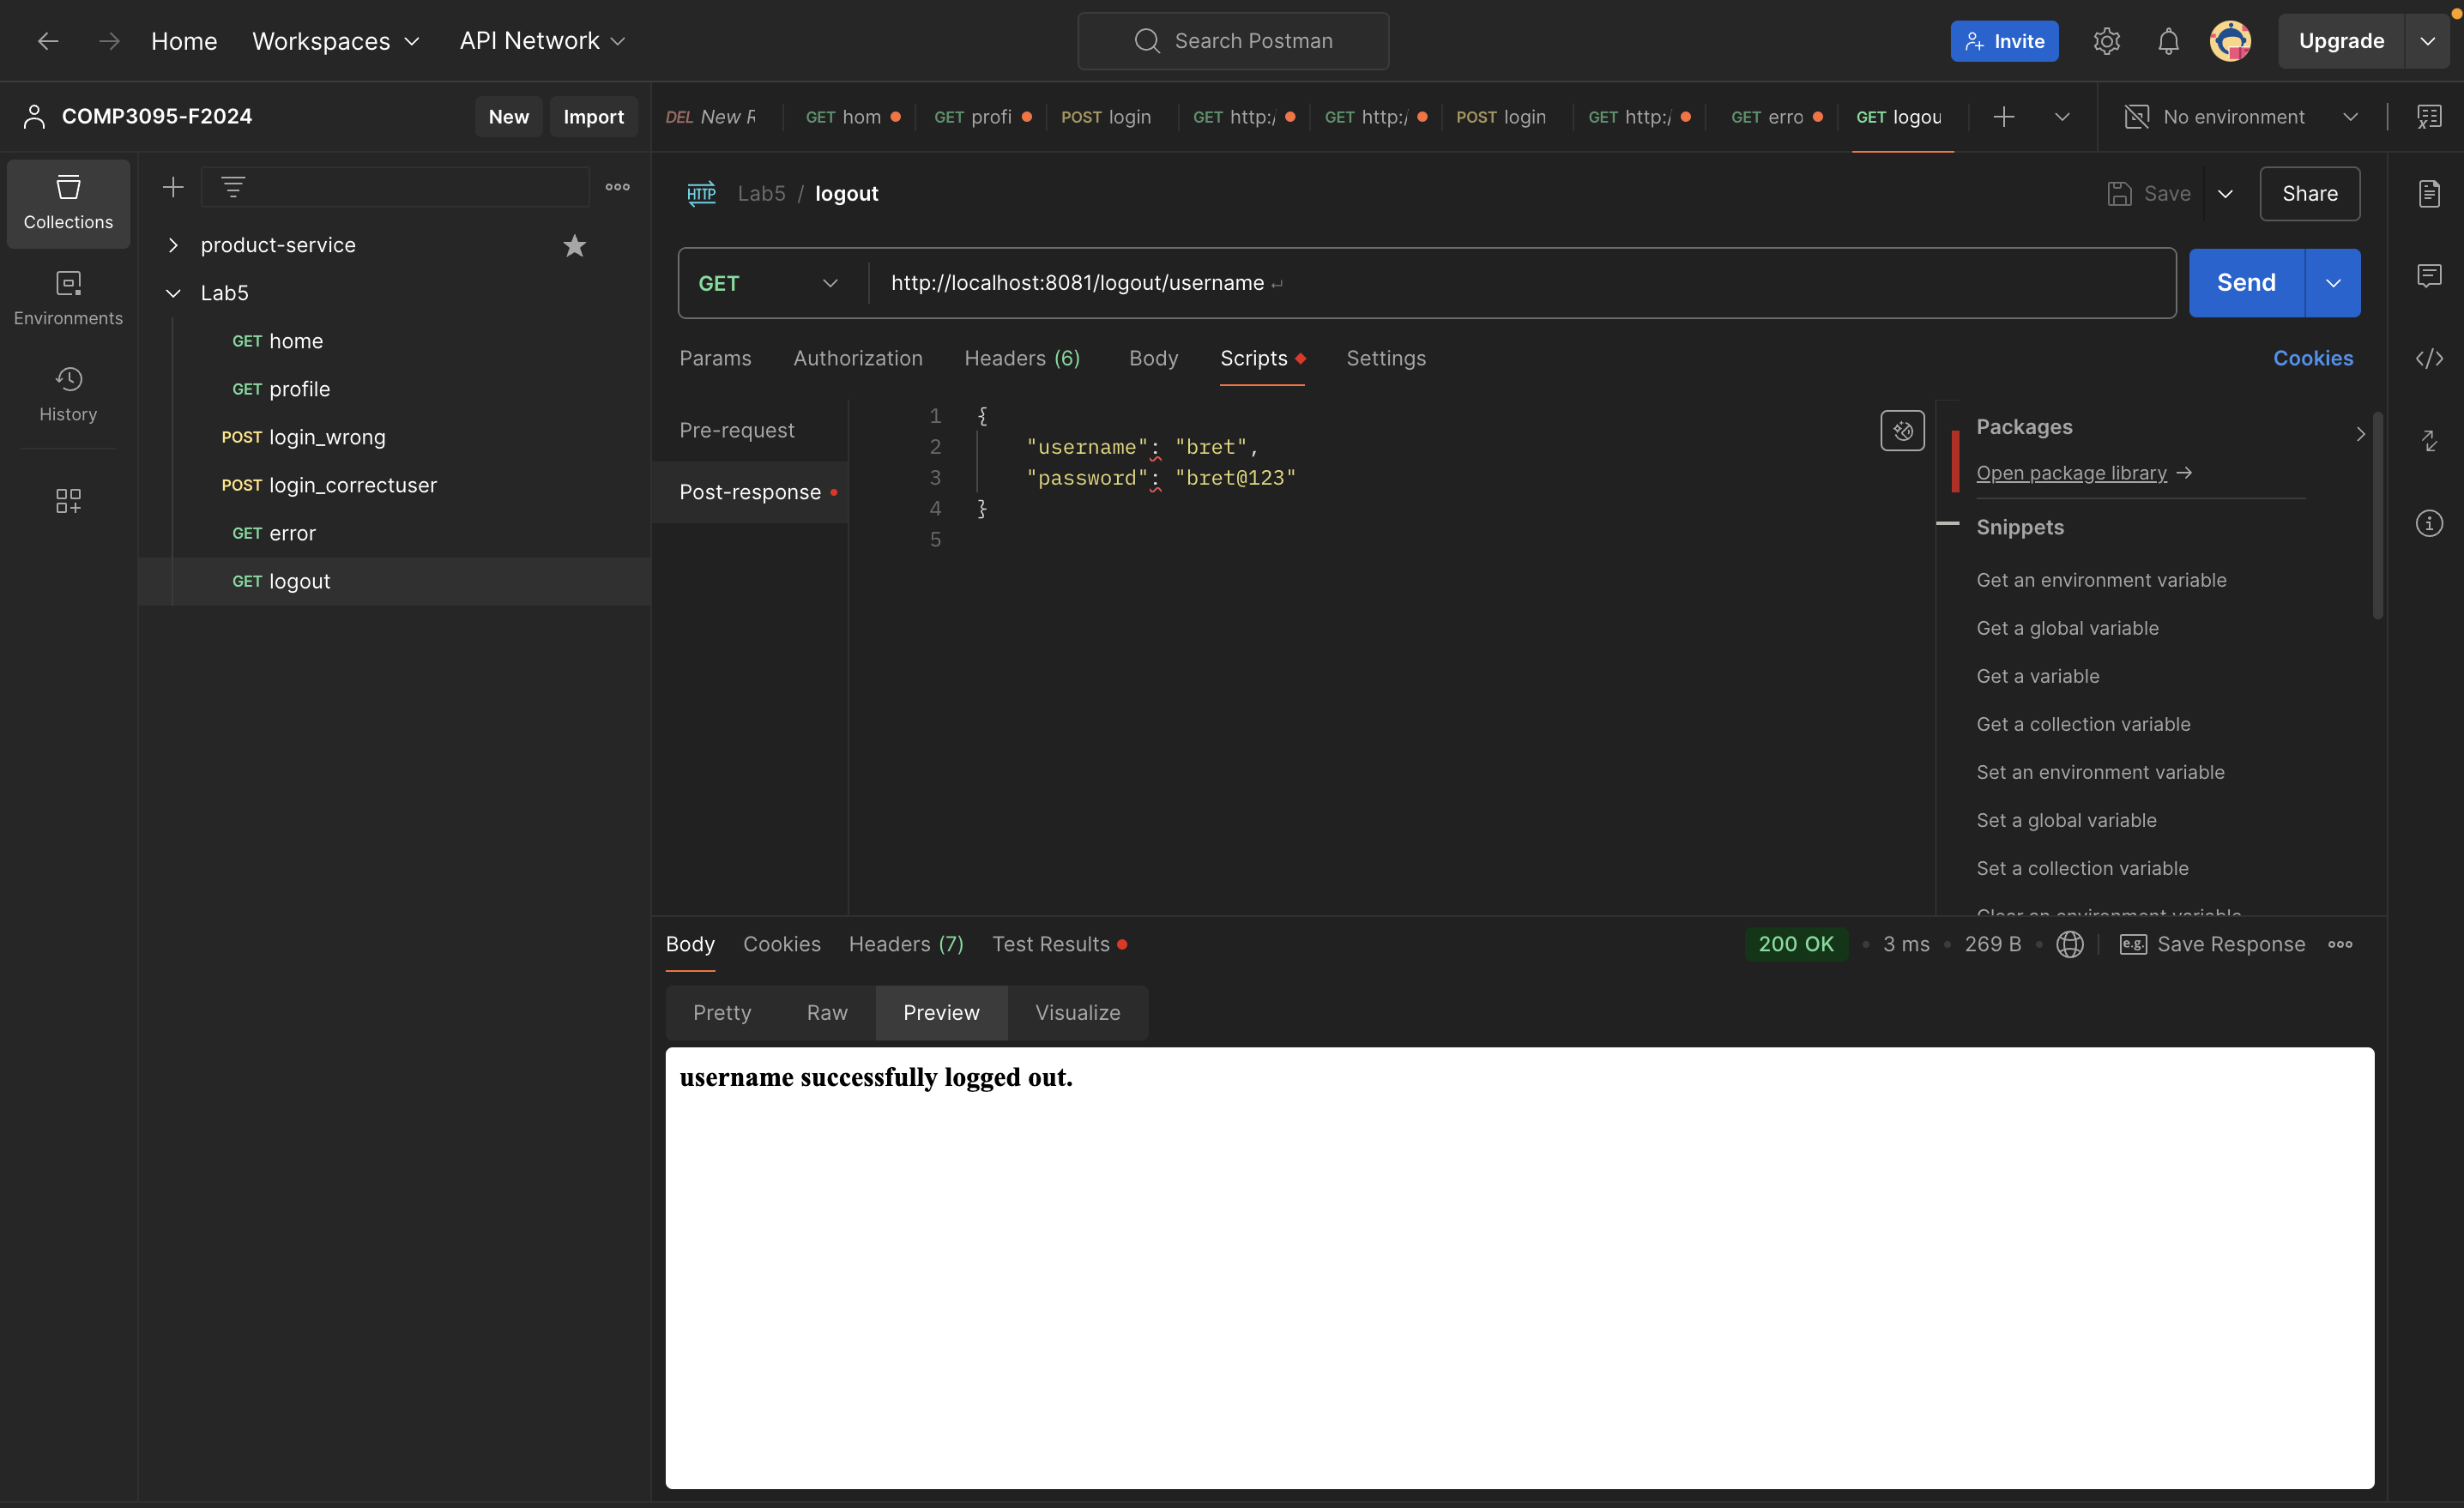 Home Workspaces API Network Search Postman Invite Upgrade
COMP3095-F2024 New Import
DEL New R GET hom GET profi POST login GET http:/ GET http:/ POST login GET http:/ GET erro GET logou No environment
Collections
Environments
History
product-service
Lab5
GET home
GET profile
POST login_wrong
POST login_correctuser
GET error
GET logout
HTTP Lab5 / logout Save Share
GET http://localhost:8081/logout/username Send
Params Authorization Headers (6) Body Scripts Settings Cookies
Pre-request
Post-response
1 {
2 "username": "bret",
3 "password": "bret@123"
4 }
5
Packages
Open package library →
Snippets
Get an environment variable
Get a global variable
Get a variable
Get a collection variable
Set an environment variable
Set a global variable
Set a collection variable
Clear an environment variable
Body Cookies Headers (7) Test Results 200 OK • 3 ms • 269 B • e.g. Save Response
Pretty Raw Preview Visualize
username successfully logged out.